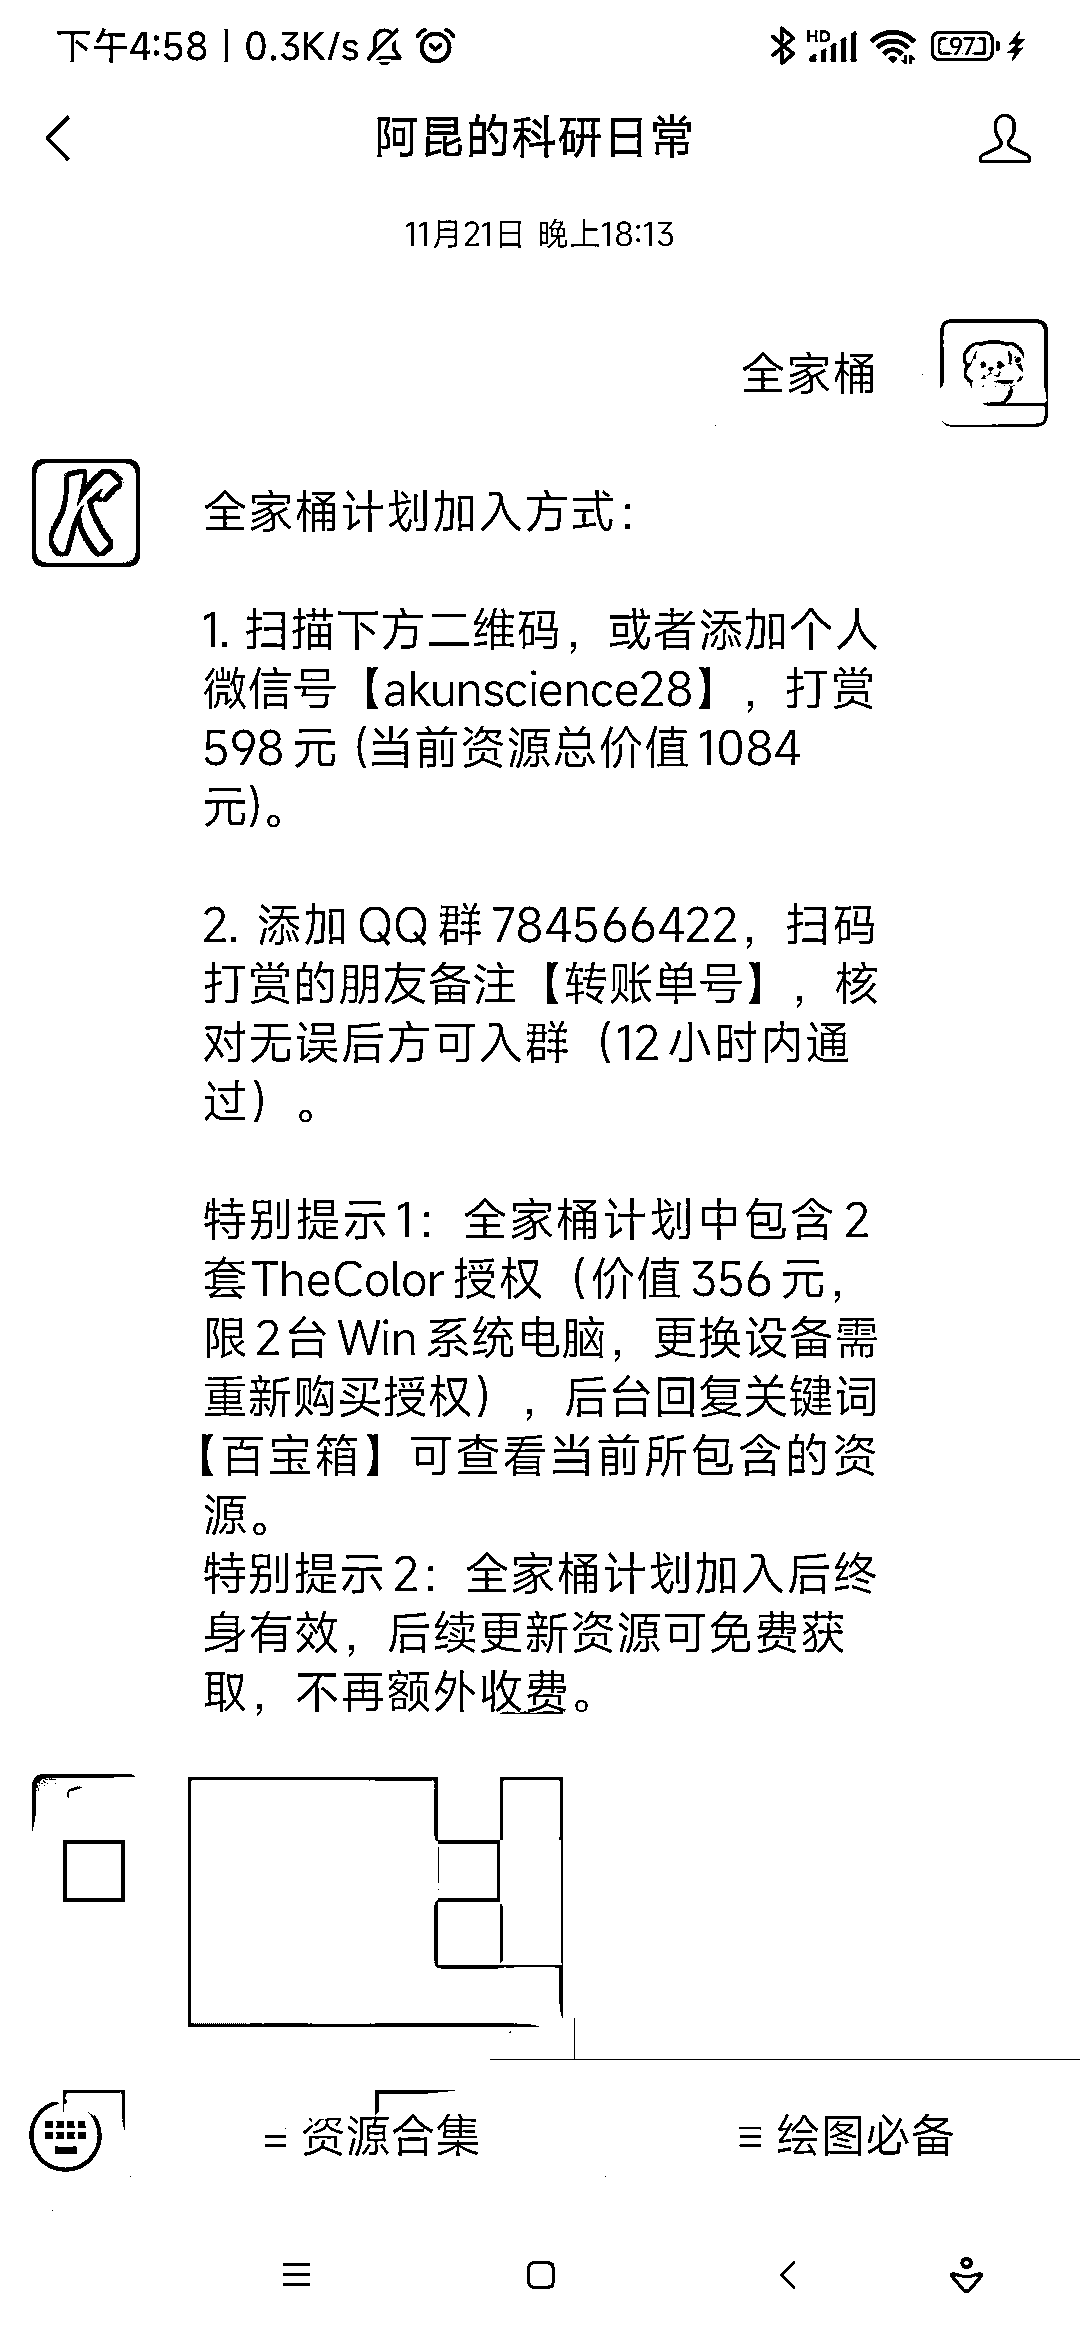 下午4:58 | 0.3K/s
HD
97
阿昆的科研日常
11月21日 晚上18:13
全家桶
K
全家桶计划加入方式：
1. 扫描下方二维码，或者添加个人
微信号【akunscience28】，打赏
598元 (当前资源总价值1084
元)。
2. 添加QQ群784566422，扫码
打赏的朋友备注【转账单号】，核
对无误后方可入群（12小时内通
过）。
特别提示1：全家桶计划中包含2
套TheColor授权（价值356元，
限2台Win系统电脑，更换设备需
重新购买授权），后台回复关键词
【百宝箱】可查看当前所包含的资
源。
特别提示2：全家桶计划加入后终
身有效，后续更新资源可免费获
取，不再额外收费。
资源合集
绘图必备